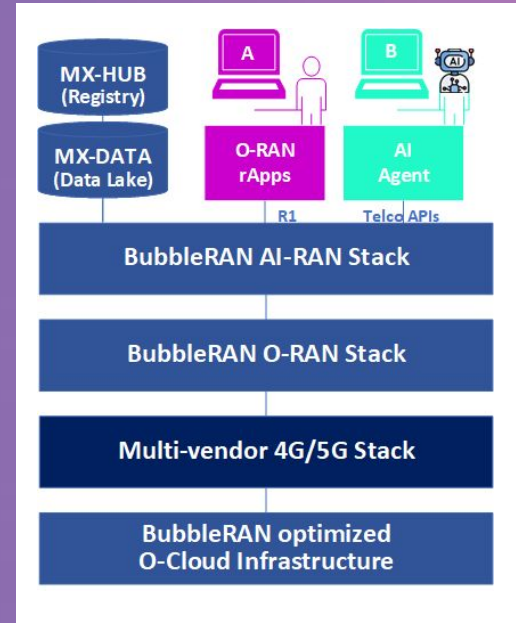 MX-HUB
(Registry)
MX-DATA
(Data Lake)
A
O-RAN
rApps
B
AI
AI
Agent
R1
Telco APIs
BubbleRAN AI-RAN Stack
BubbleRAN O-RAN Stack
Multi-vendor 4G/5G Stack
BubbleRAN optimized
O-Cloud Infrastructure